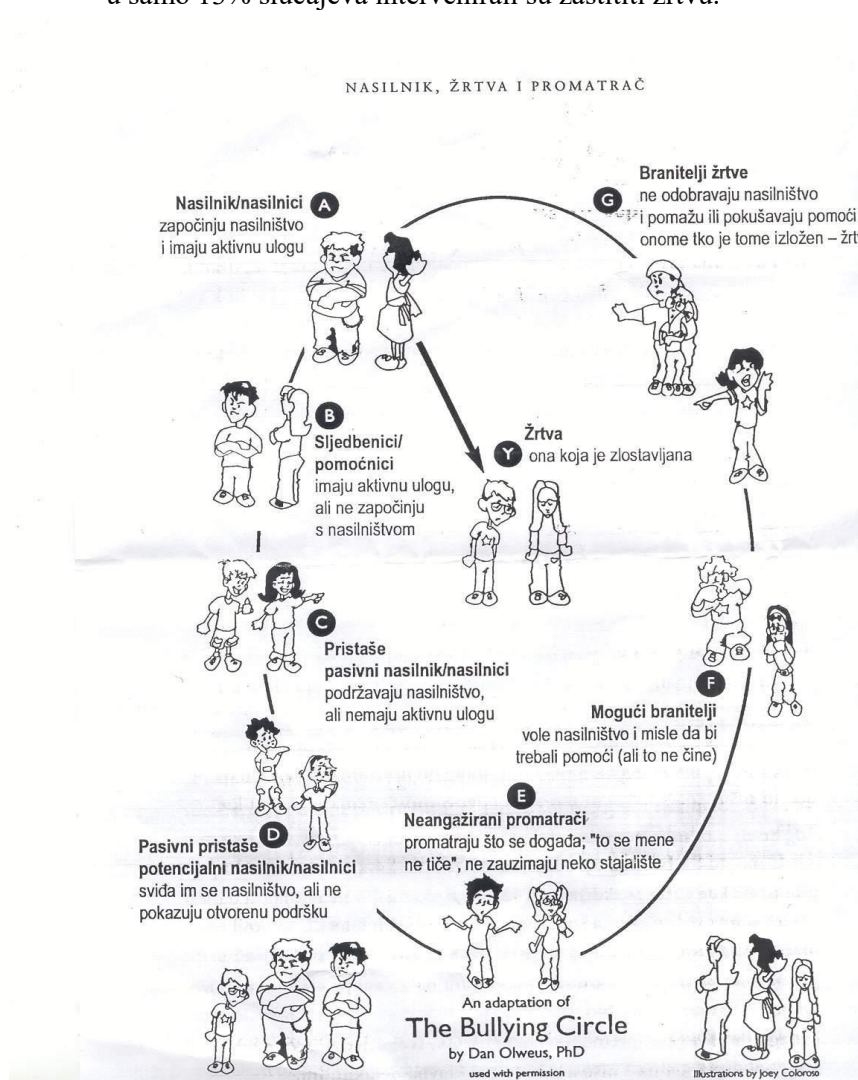 u samo 13% slučajeva intervenirali su zaštititi žrtvu.
NASILNIK, ŽRTVA I PROMATRAČ
Nasilnik/nasilnici
započinju nasilništvo
i imaju aktivnu ulogu
A
G
Branitelji žrtve
ne odobravaju nasilništvo
i pomažu ili pokušavaju pomoći
onome tko je tome izložen – žrt
B
Sljedbenici/
pomoćnici
imaju aktivnu ulogu,
ali ne započinju
s nasilništvom
Y
Žrtva
ona koja je zlostavljana
C
Pristaše
pasivni nasilnik/nasilnici
podržavaju nasilništvo,
ali nemaju aktivnu ulogu
F
Mogući branitelji
vole nasilništvo i misle da bi
trebali pomoći (ali to ne čine)
D
Pasivni pristaše
potencijalni nasilnik/nasilnici
sviđa im se nasilništvo, ali ne
pokazuju otvorenu podršku
E
Neangažirani promatrači
promatraju što se događa; "to se mene
ne tiče", ne zauzimaju neko stajalište
An adaptation of
The Bullying Circle
by Dan Olweus, PhD
used with permission
Illustrations by Joey Coloroso